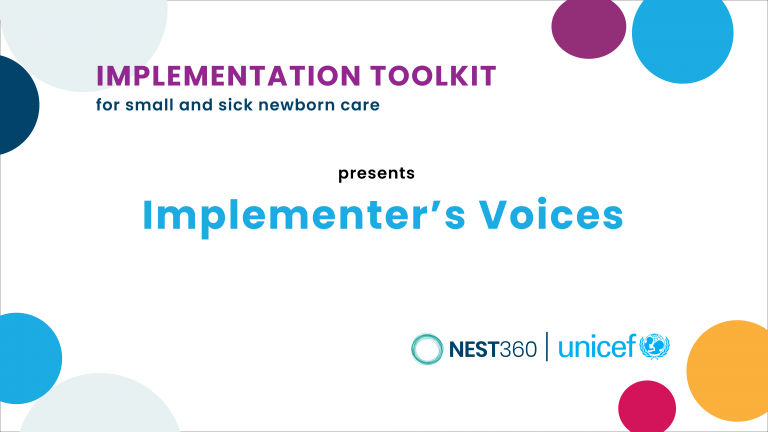 IMPLEMENTATION TOOLKIT
for small and sick newborn care
presents
Implementer’s Voices
NEST360 | unicef